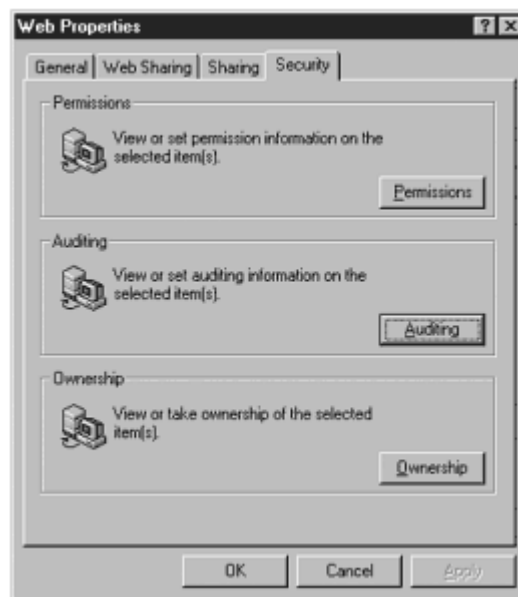 Web Properties
General Web Sharing Sharing Security
Permissions
View or set permission information on the
selected item(s).
Permissions
Auditing
View or set auditing information on the
selected item(s).
Auditing
Ownership
View or take ownership of the selected
item(s).
Ownership
OK Cancel Apply